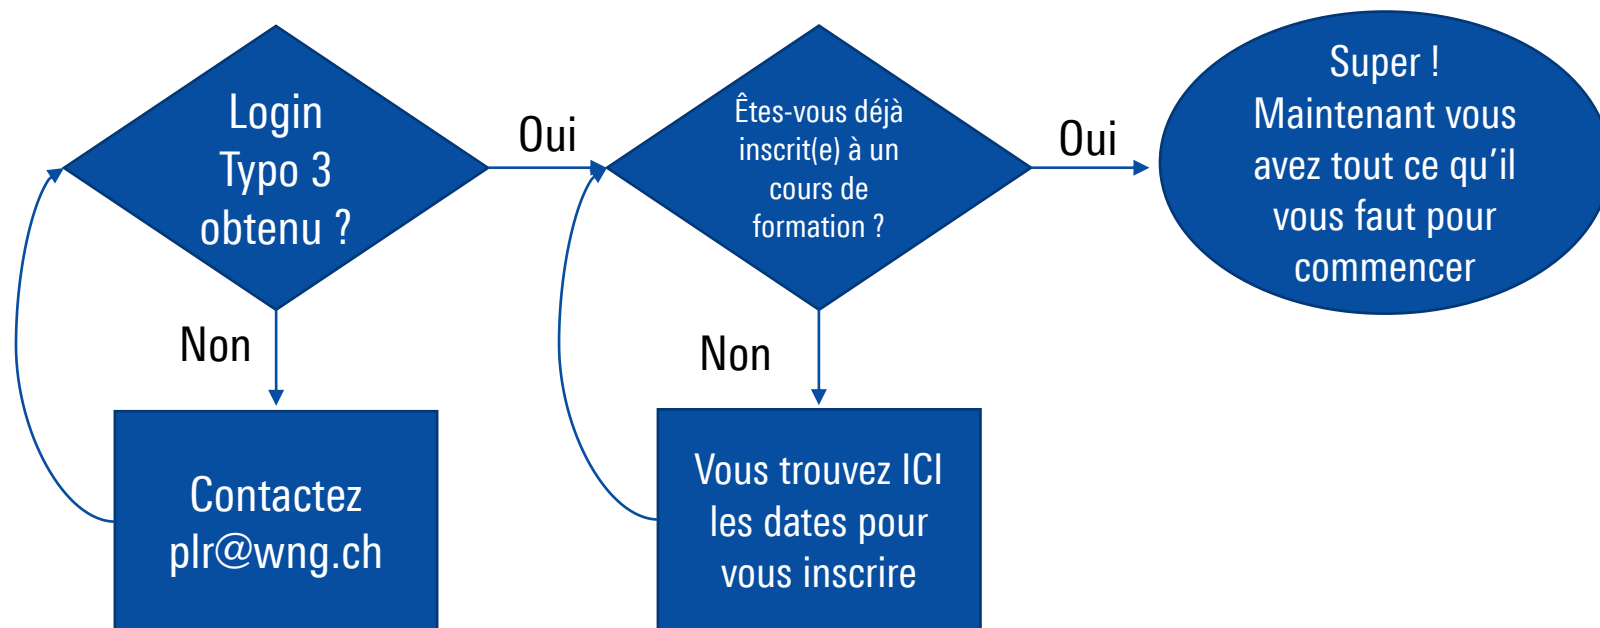 Login
Typo 3
obtenu ?
Oui
Êtes-vous déjà
inscrit(e) à un
cours de
formation ?
Oui
Super !
Maintenant vous
avez tout ce qu’il
vous faut pour
commencer
Non
Non
Contactez
plr@wng.ch
Vous trouvez ICI
les dates pour
vous inscrire